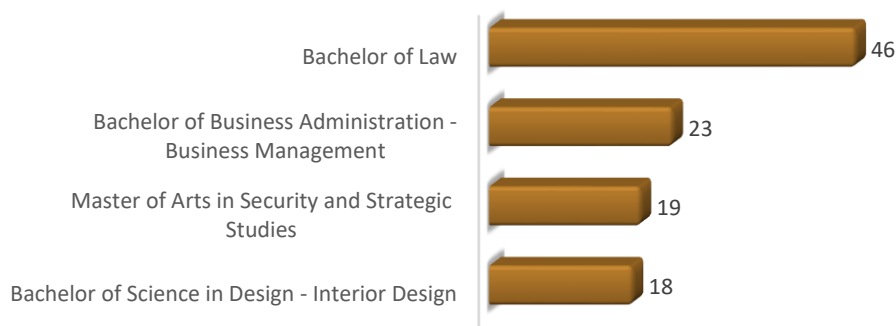 Bachelor of Law
46
Bachelor of Business Administration -
Business Management
23
Master of Arts in Security and Strategic
Studies
19
Bachelor of Science in Design - Interior Design
18